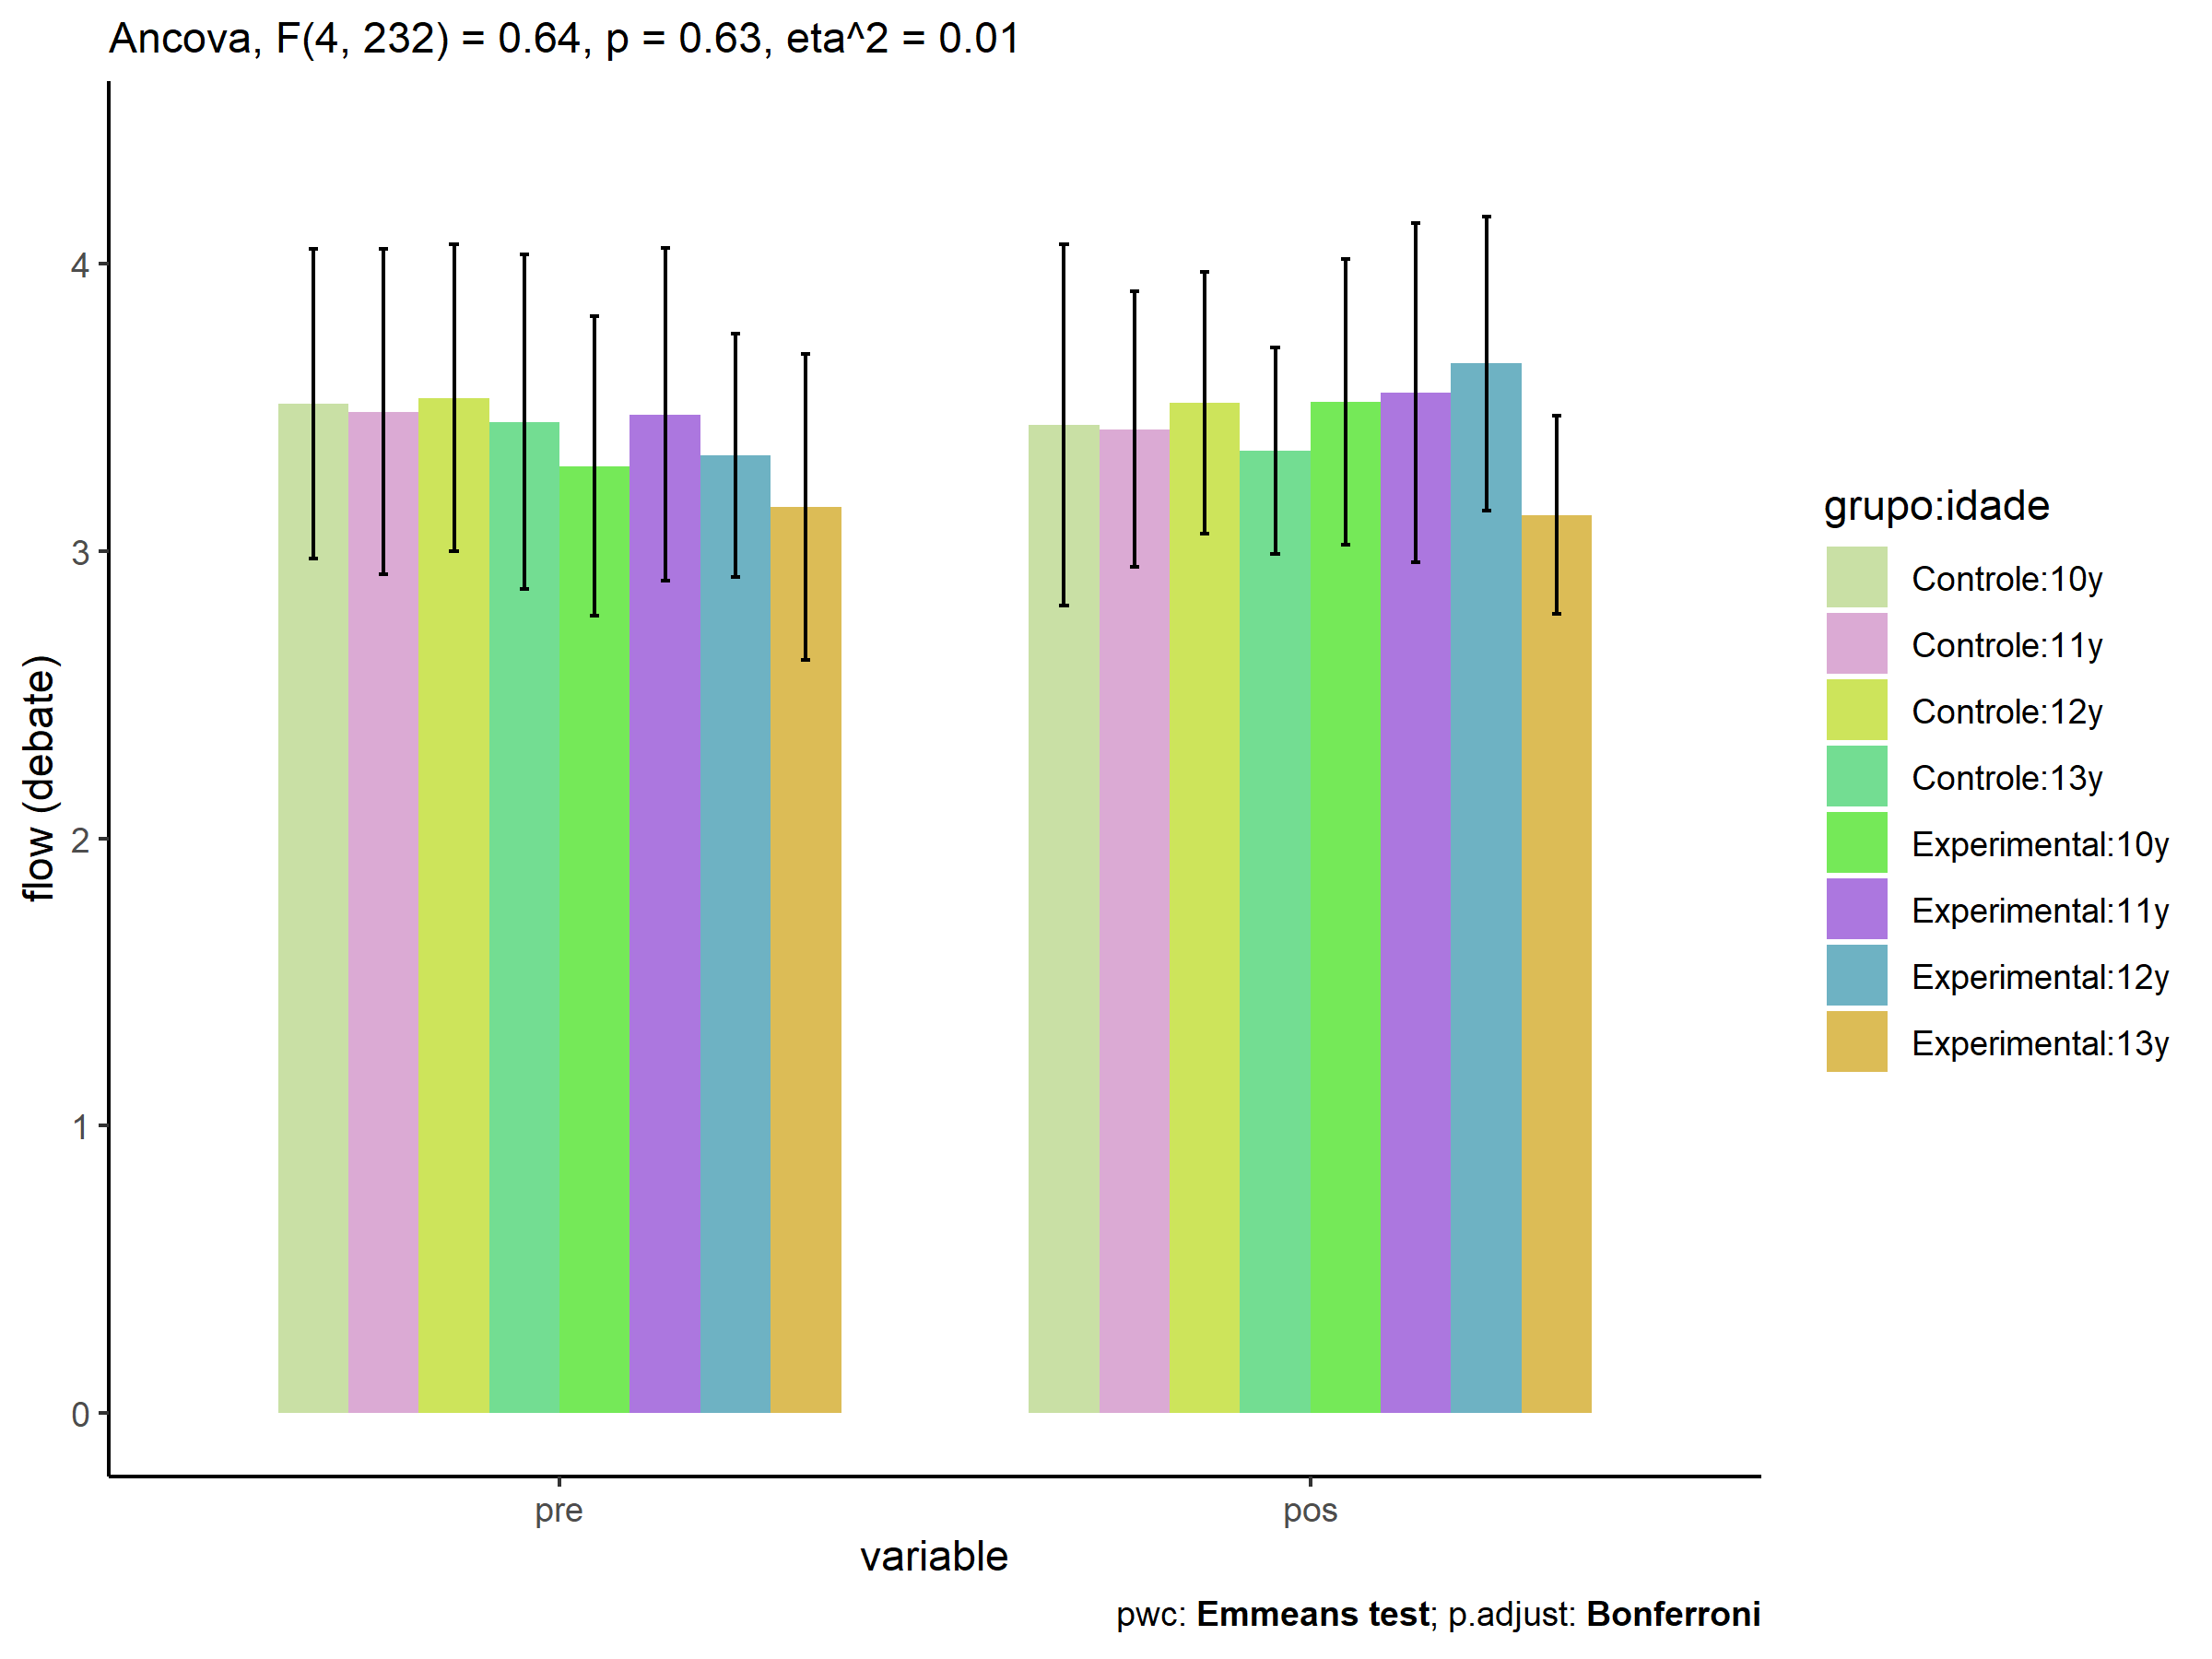 Ancova, F(4, 232) = 0.64, p = 0.63, eta^2 = 0.01
flow (debate)
4
3
2
1
0
pre
pos
variable
grupo:idade
Controle:10y
Controle:11y
Controle:12y
Controle:13y
Experimental:10y
Experimental:11y
Experimental:12y
Experimental:13y
pwc: Emmeans test; p.adjust: Bonferroni